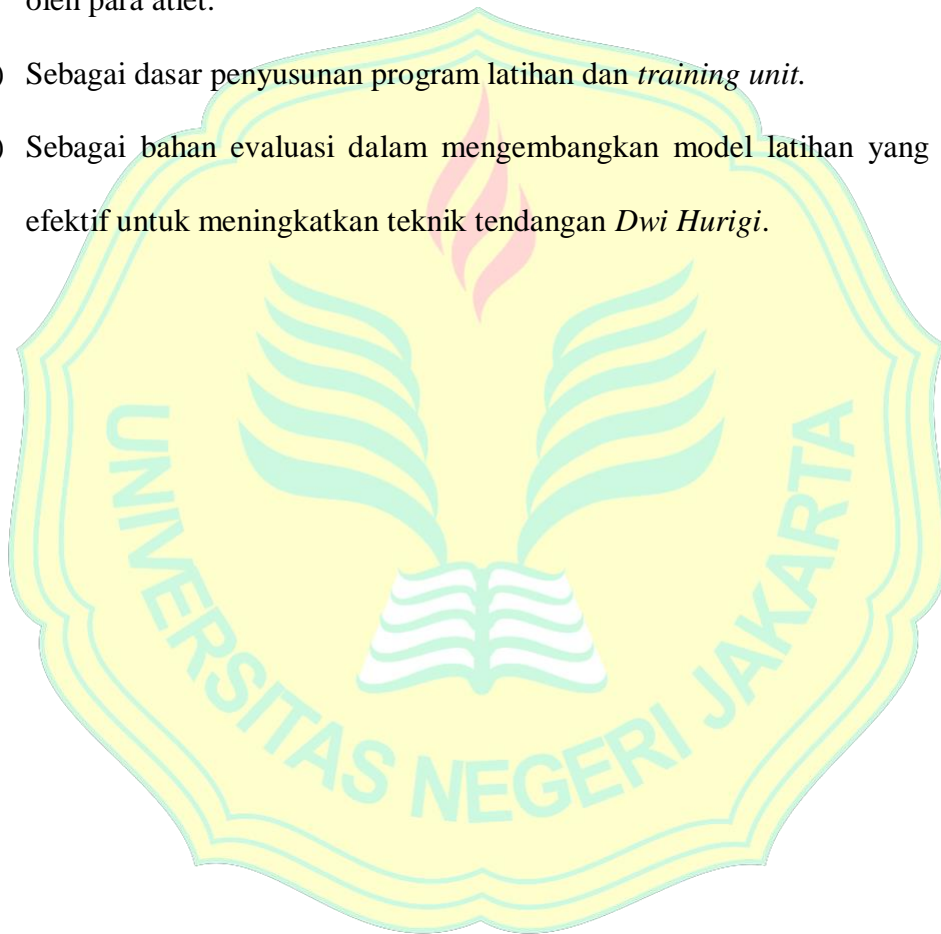 oleh para atlet.
) Sebagai dasar penyusunan program latihan dan training unit.
) Sebagai bahan evaluasi dalam mengembangkan model latihan yang
efektif untuk meningkatkan teknik tendangan Dwi Hurigi.
UNIVERSITAS NEGERI JAKARTA